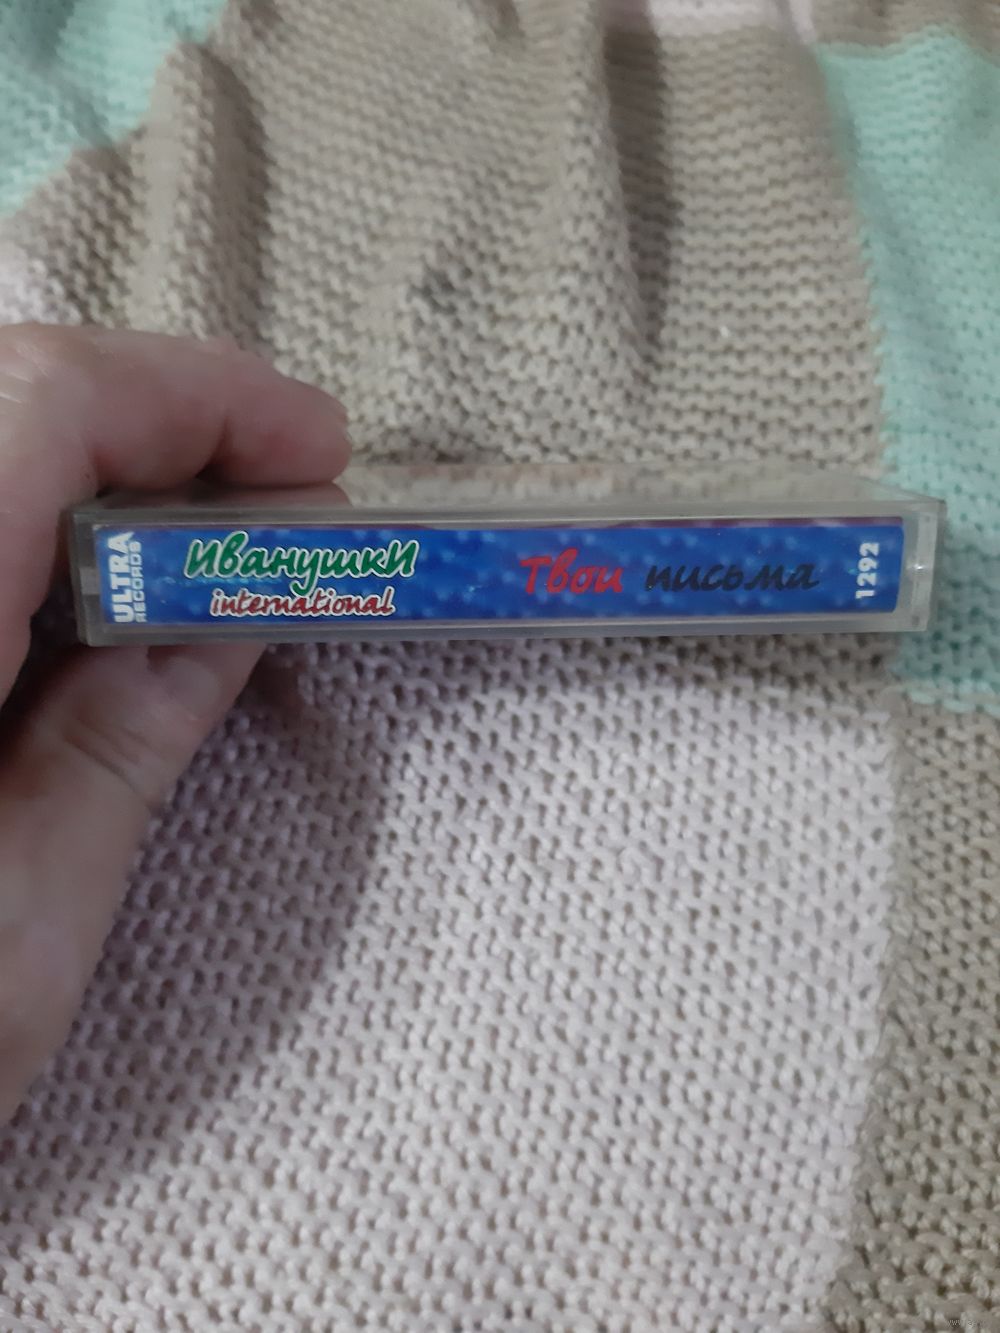 ULTRA
RECORDS
ИванушкИ
international
Твои письма
1292